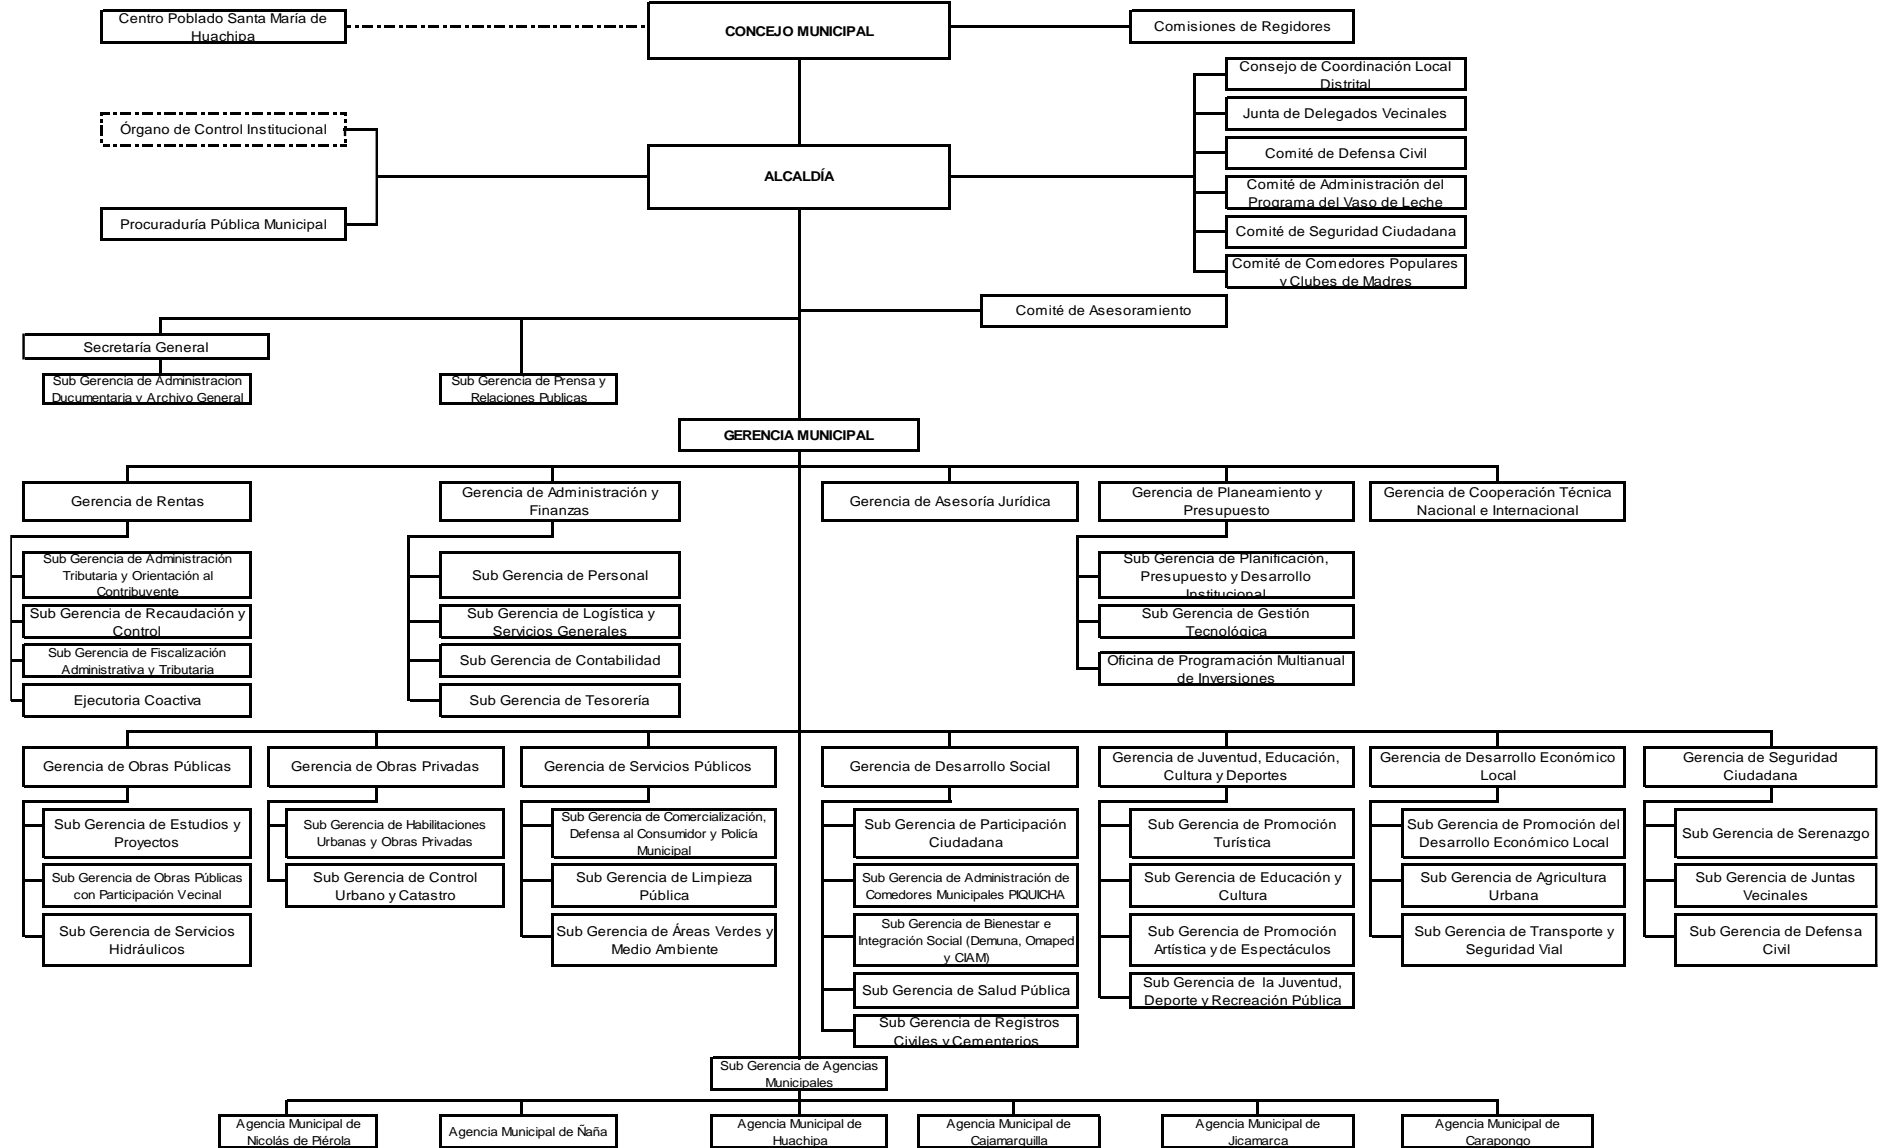 Centro Poblado Santa María de
Huachipa
CONCEJO MUNICIPAL
Comisiones de Regidores
Consejo de Coordinación Local
Distrital
Junta de Delegados Vecinales
Órgano de Control Institucional
Comité de Defensa Civil
ALCALDÍA
Comité de Administración del
Programa del Vaso de Leche
Procuraduría Pública Municipal
Comité de Seguridad Ciudadana
Comité de Comedores Populares
y Clubes de Madres
Comité de Asesoramiento
Secretaría General
Sub Gerencia de Administracion
Ducumentaria y Archivo General
Sub Gerencia de Prensa y
Relaciones Publicas
GERENCIA MUNICIPAL
Gerencia de Rentas
Gerencia de Administración y
Finanzas
Gerencia de Asesoría Jurídica
Gerencia de Planeamiento y
Presupuesto
Gerencia de Cooperación Técnica
Nacional e Internacional
Sub Gerencia de Administración
Tributaria y Orientación al
Contribuyente
Sub Gerencia de Recaudación y
Control
Sub Gerencia de Fiscalización
Administrativa y Tributaria
Ejecutoria Coactiva
Sub Gerencia de Personal
Sub Gerencia de Logística y
Servicios Generales
Sub Gerencia de Contabilidad
Sub Gerencia de Tesorería
Sub Gerencia de Planificación,
Presupuesto y Desarrollo
Institucional
Sub Gerencia de Gestión
Tecnológica
Oficina de Programación Multianual
de Inversiones
Gerencia de Obras Públicas
Gerencia de Obras Privadas
Gerencia de Servicios Públicos
Gerencia de Desarrollo Social
Gerencia de Juventud, Educación,
Cultura y Deportes
Gerencia de Desarrollo Económico
Local
Gerencia de Seguridad
Ciudadana
Sub Gerencia de Estudios y
Proyectos
Sub Gerencia de Obras Públicas
con Participación Vecinal
Sub Gerencia de Servicios
Hidráulicos
Sub Gerencia de Habilitaciones
Urbanas y Obras Privadas
Sub Gerencia de Control
Urbano y Catastro
Sub Gerencia de Comercialización,
Defensa al Consumidor y Policía
Municipal
Sub Gerencia de Limpieza
Pública
Sub Gerencia de Áreas Verdes y
Medio Ambiente
Sub Gerencia de Participación
Ciudadana
Sub Gerencia de Administración de
Comedores Municipales PIQUICHA
Sub Gerencia de Bienestar e
Integración Social (Demuna, Omaped
y CIAM)
Sub Gerencia de Salud Pública
Sub Gerencia de Registros
Civiles y Cementerios
Sub Gerencia de Promoción
Turística
Sub Gerencia de Educación y
Cultura
Sub Gerencia de Promoción
Artística y de Espectáculos
Sub Gerencia de la Juventud,
Deporte y Recreación Pública
Sub Gerencia de Promoción del
Desarrollo Económico Local
Sub Gerencia de Agricultura
Urbana
Sub Gerencia de Transporte y
Seguridad Vial
Sub Gerencia de Serenazgo
Sub Gerencia de Juntas
Vecinales
Sub Gerencia de Defensa
Civil
Sub Gerencia de Agencias
Municipales
Agencia Municipal de
Nicolás de Piérola
Agencia Municipal de Ñaña
Agencia Municipal de
Huachipa
Agencia Municipal de
Cajamarquilla
Agencia Municipal de
Jicamarca
Agencia Municipal de
Carapongo